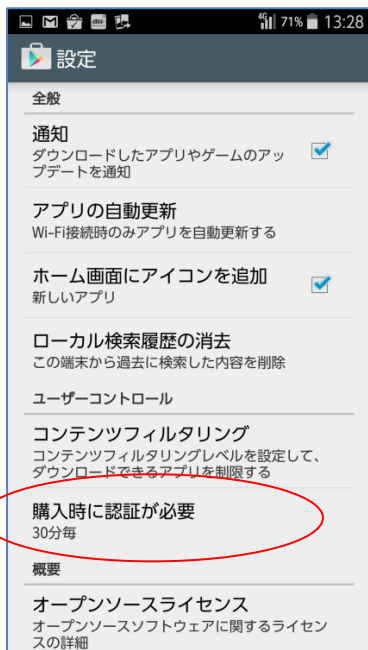 4G 71% 13:28
設定
全般
通知
ダウンロードしたアプリやゲームのアッ
プデートを通知
アプリの自動更新
Wi-Fi接続時のみアプリを自動更新する
ホーム画面にアイコンを追加
新しいアプリ
ローカル検索履歴の消去
この端末から過去に検索した内容を削除
ユーザーコントロール
コンテンツフィルタリング
コンテンツフィルタリングレベルを設定して、
ダウンロードできるアプリを制限する
購入時に認証が必要
30分毎
概要
オープンソースライセンス
オープンソースソフトウェアに関するライセン
スの詳細